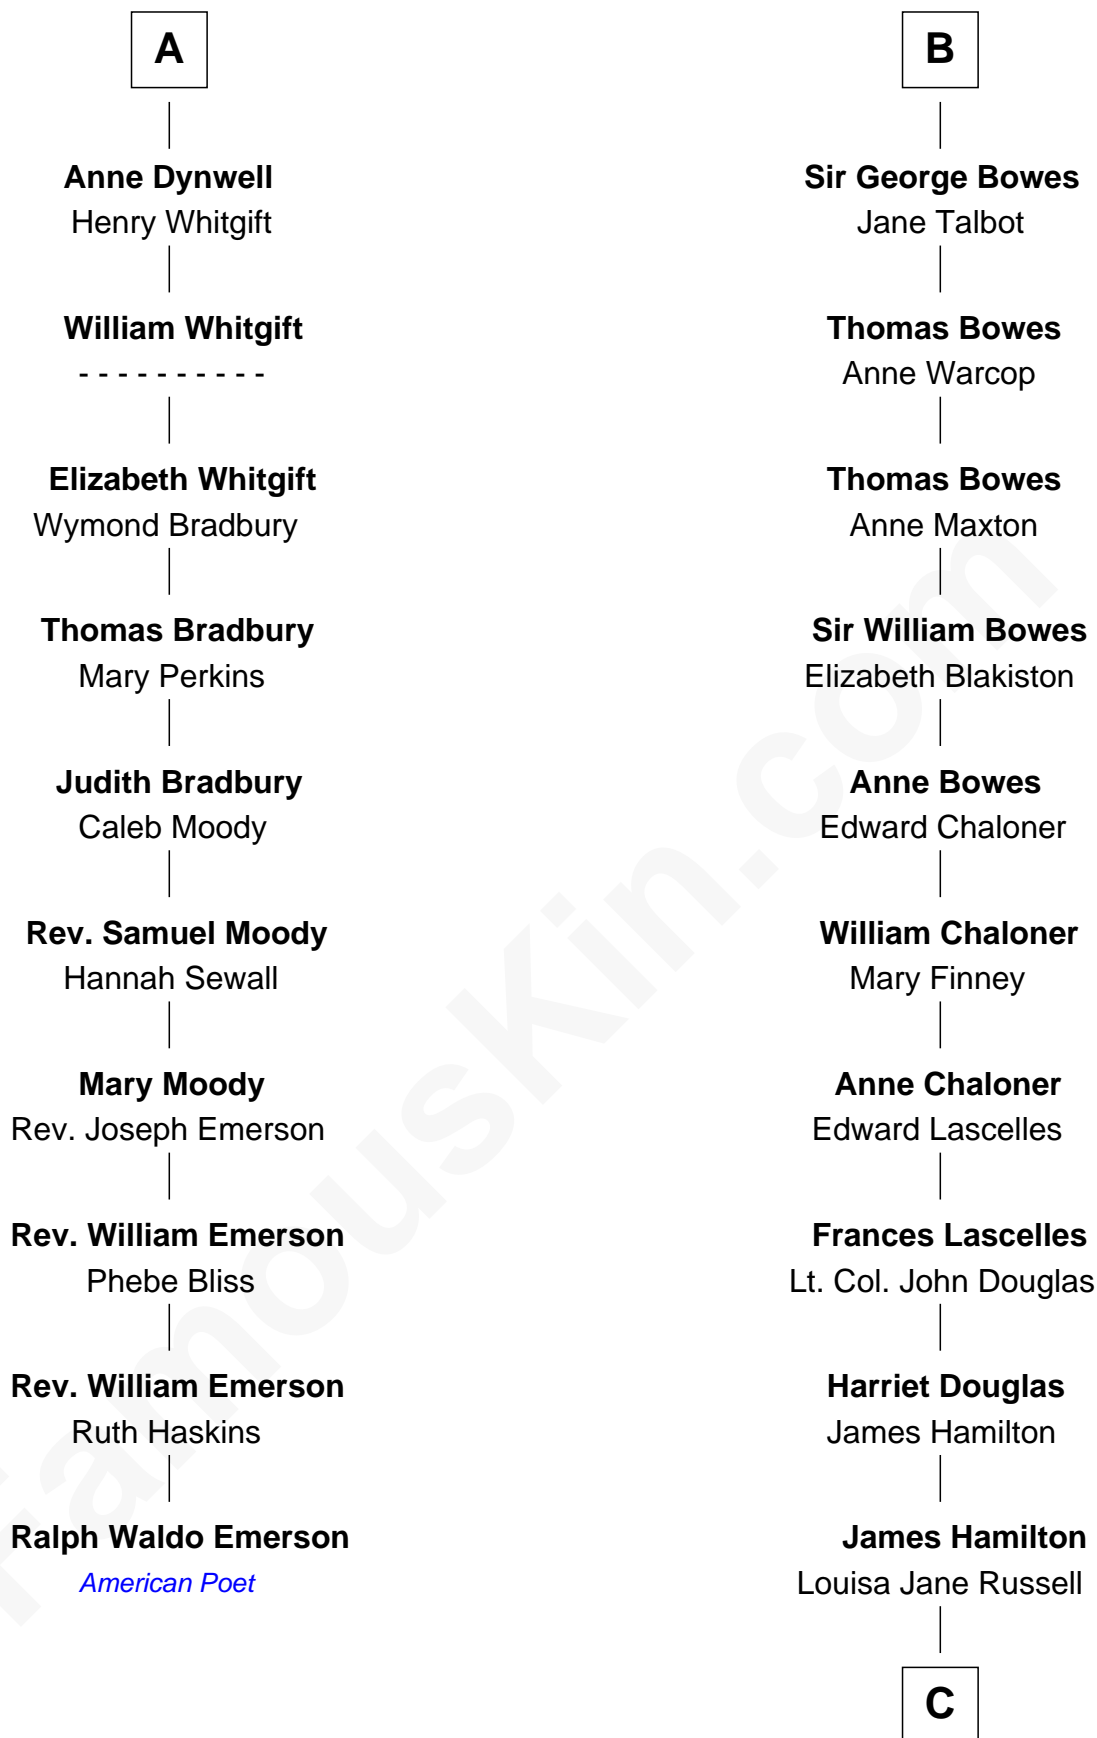 A
Anne Dynwell
Henry Whitgift
William Whitgift
- - - - - - - - - -
Elizabeth Whitgift
Wymond Bradbury
Thomas Bradbury
Mary Perkins
Judith Bradbury
Caleb Moody
Rev. Samuel Moody
Hannah Sewall
Mary Moody
Rev. Joseph Emerson
Rev. William Emerson
Phebe Bliss
Rev. William Emerson
Ruth Haskins
Ralph Waldo Emerson
American Poet
B
Sir George Bowes
Jane Talbot
Thomas Bowes
Anne Warcop
Thomas Bowes
Anne Maxton
Sir William Bowes
Elizabeth Blakiston
Anne Bowes
Edward Chaloner
William Chaloner
Mary Finney
Anne Chaloner
Edward Lascelles
Frances Lascelles
Lt. Col. John Douglas
Harriet Douglas
James Hamilton
James Hamilton
Louisa Jane Russell
C
FamousKin.com